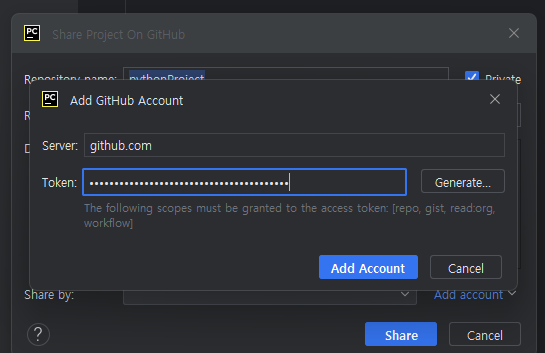 PC Share Project On GitHub
Repository name: pythonProject Private
PC Add GitHub Account
Server: github.com
Token: •••••••••••••••••••••••••••••••••••••••• Generate...
The following scopes must be granted to the access token: [repo, gist, read:org,
workflow]
Add Account Cancel
Share by: Add account
? Share Cancel